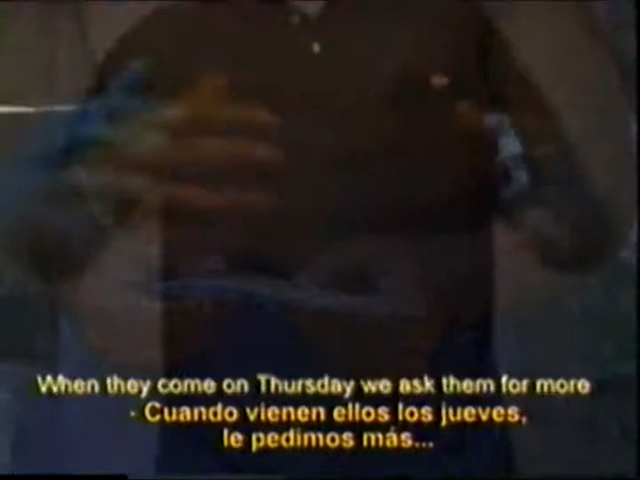 When they come on Thursday we ask them for more
- Cuando vienen ellos los jueves,
le pedimos más...